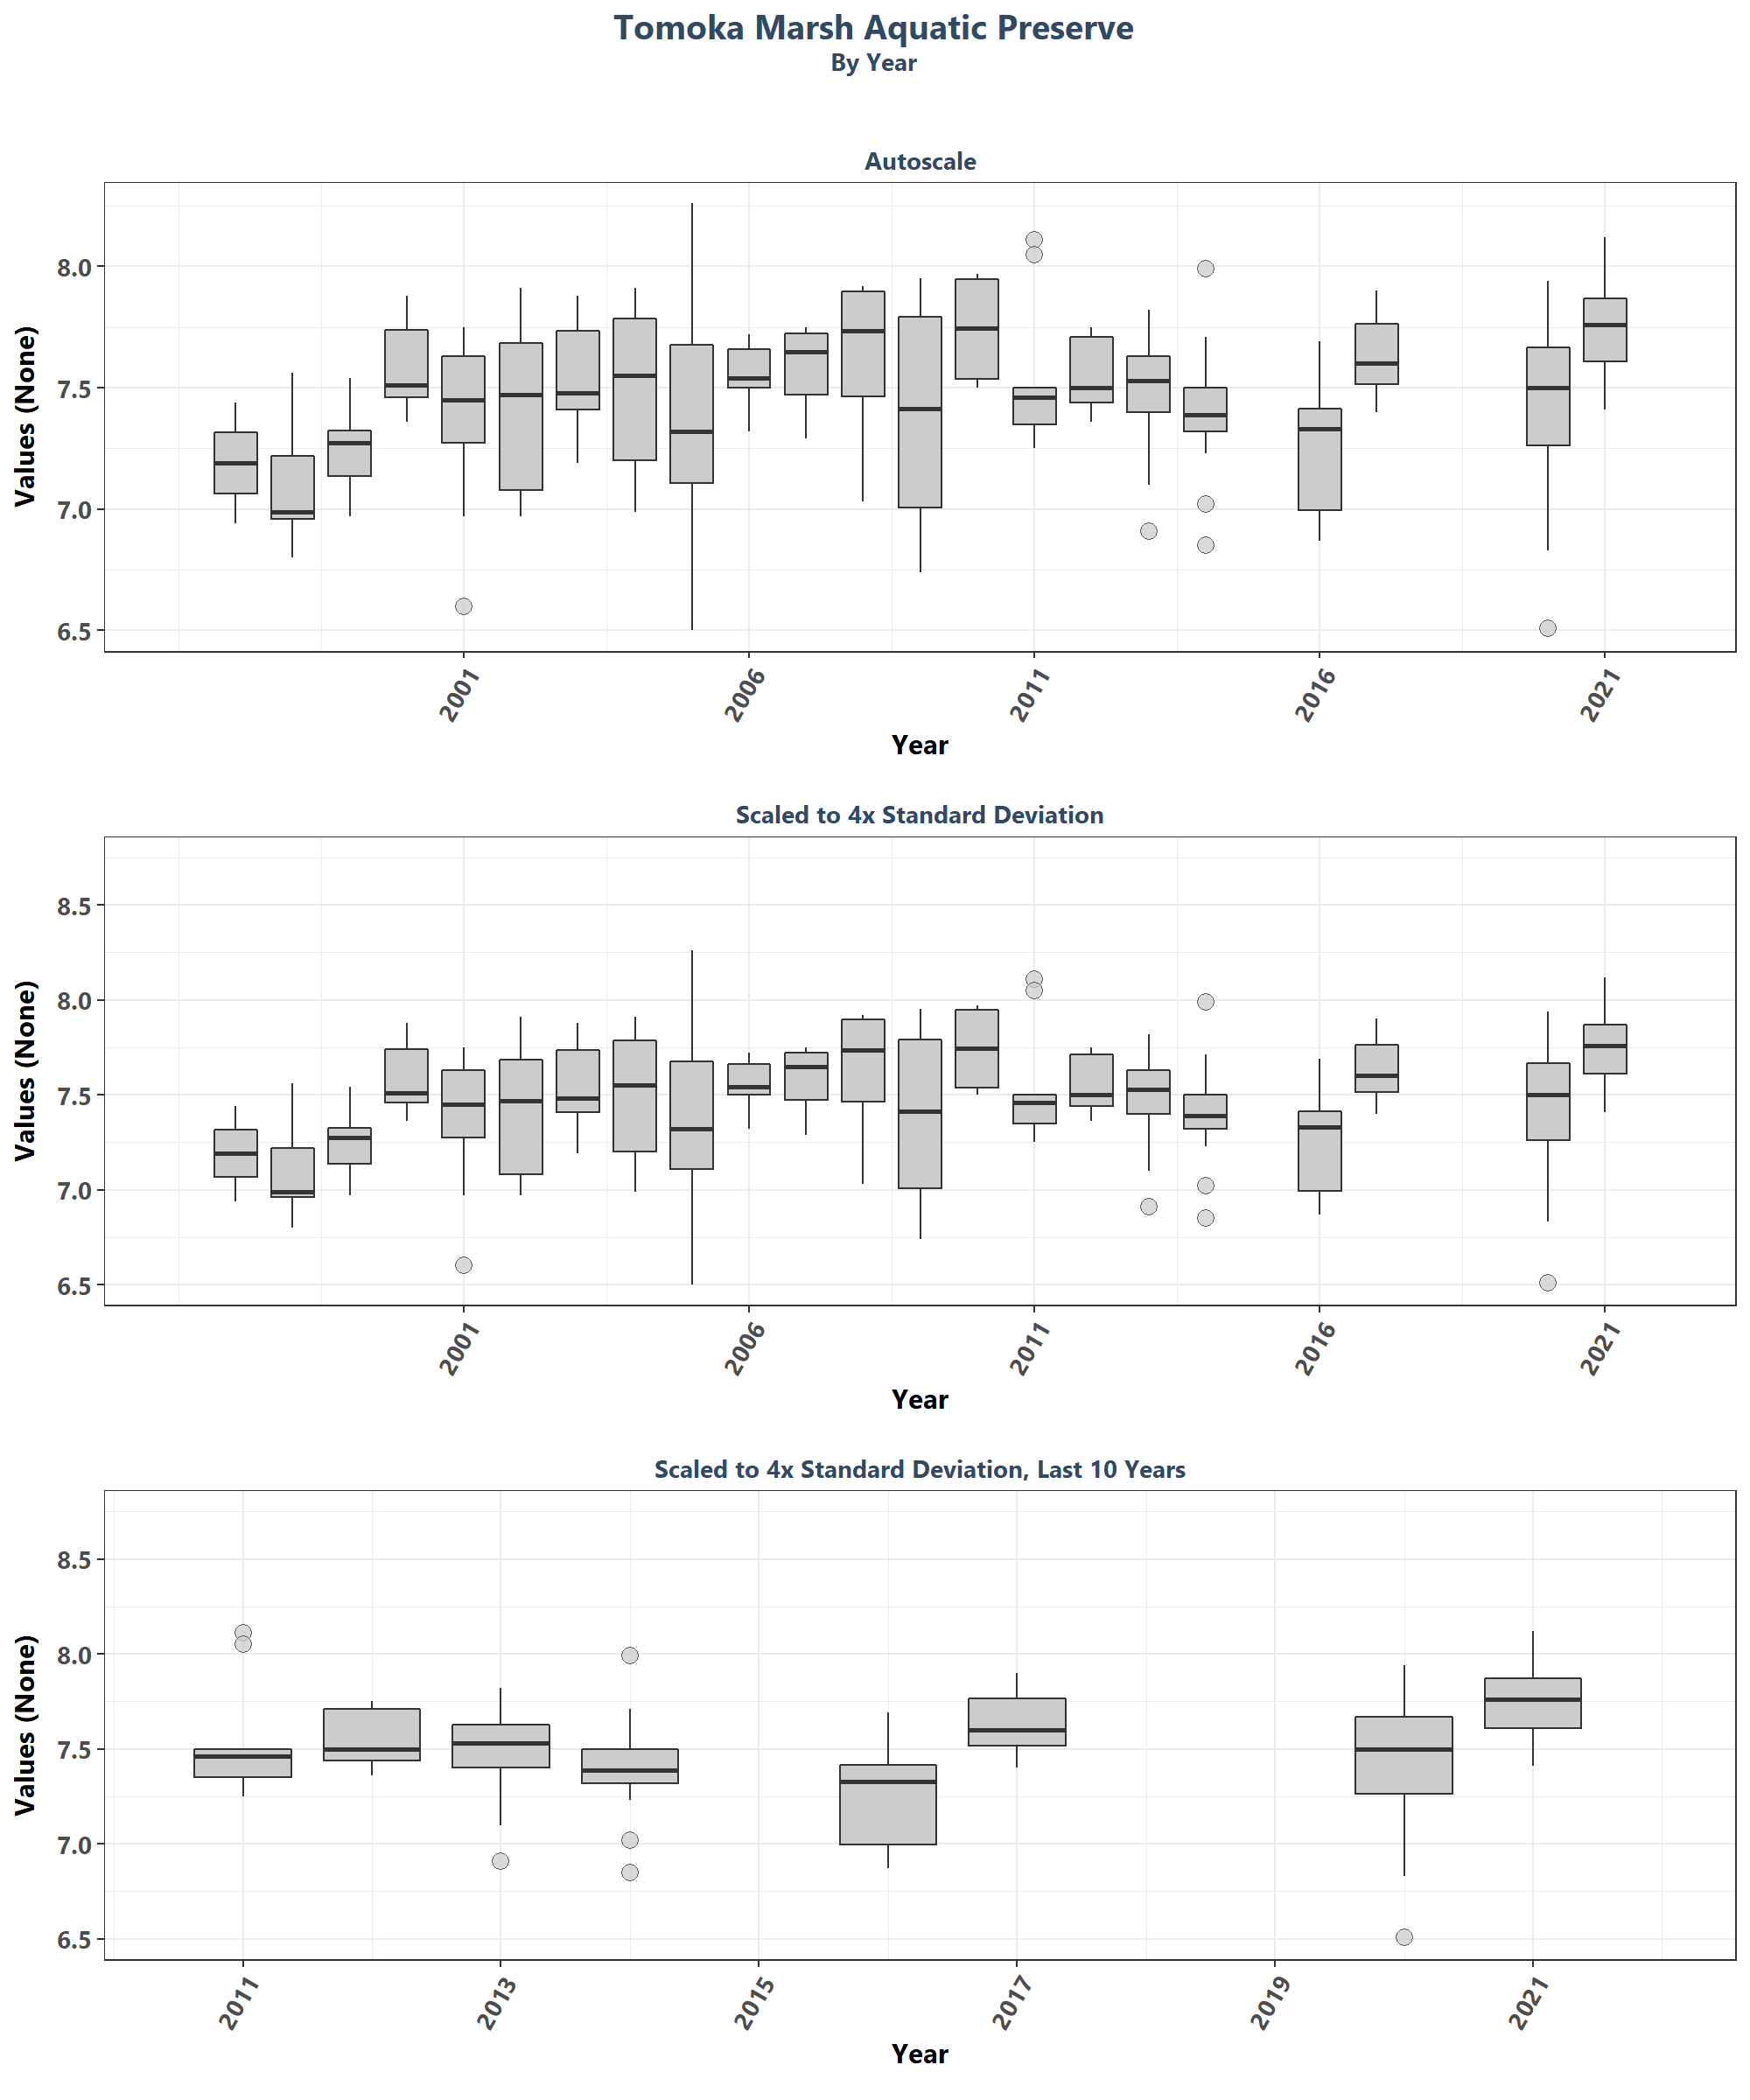 Tomoka Marsh Aquatic Preserve
By Year
Autoscale
Values (None)
8.0
7.5
7.0
6.5
2001 2006 2011 2016 2021
Year
Scaled to 4x Standard Deviation
Values (None)
8.5
8.0
7.5
7.0
6.5
2001 2006 2011 2016 2021
Year
Scaled to 4x Standard Deviation, Last 10 Years
Values (None)
8.5
8.0
7.5
7.0
6.5
2011 2013 2015 2017 2019 2021
Year